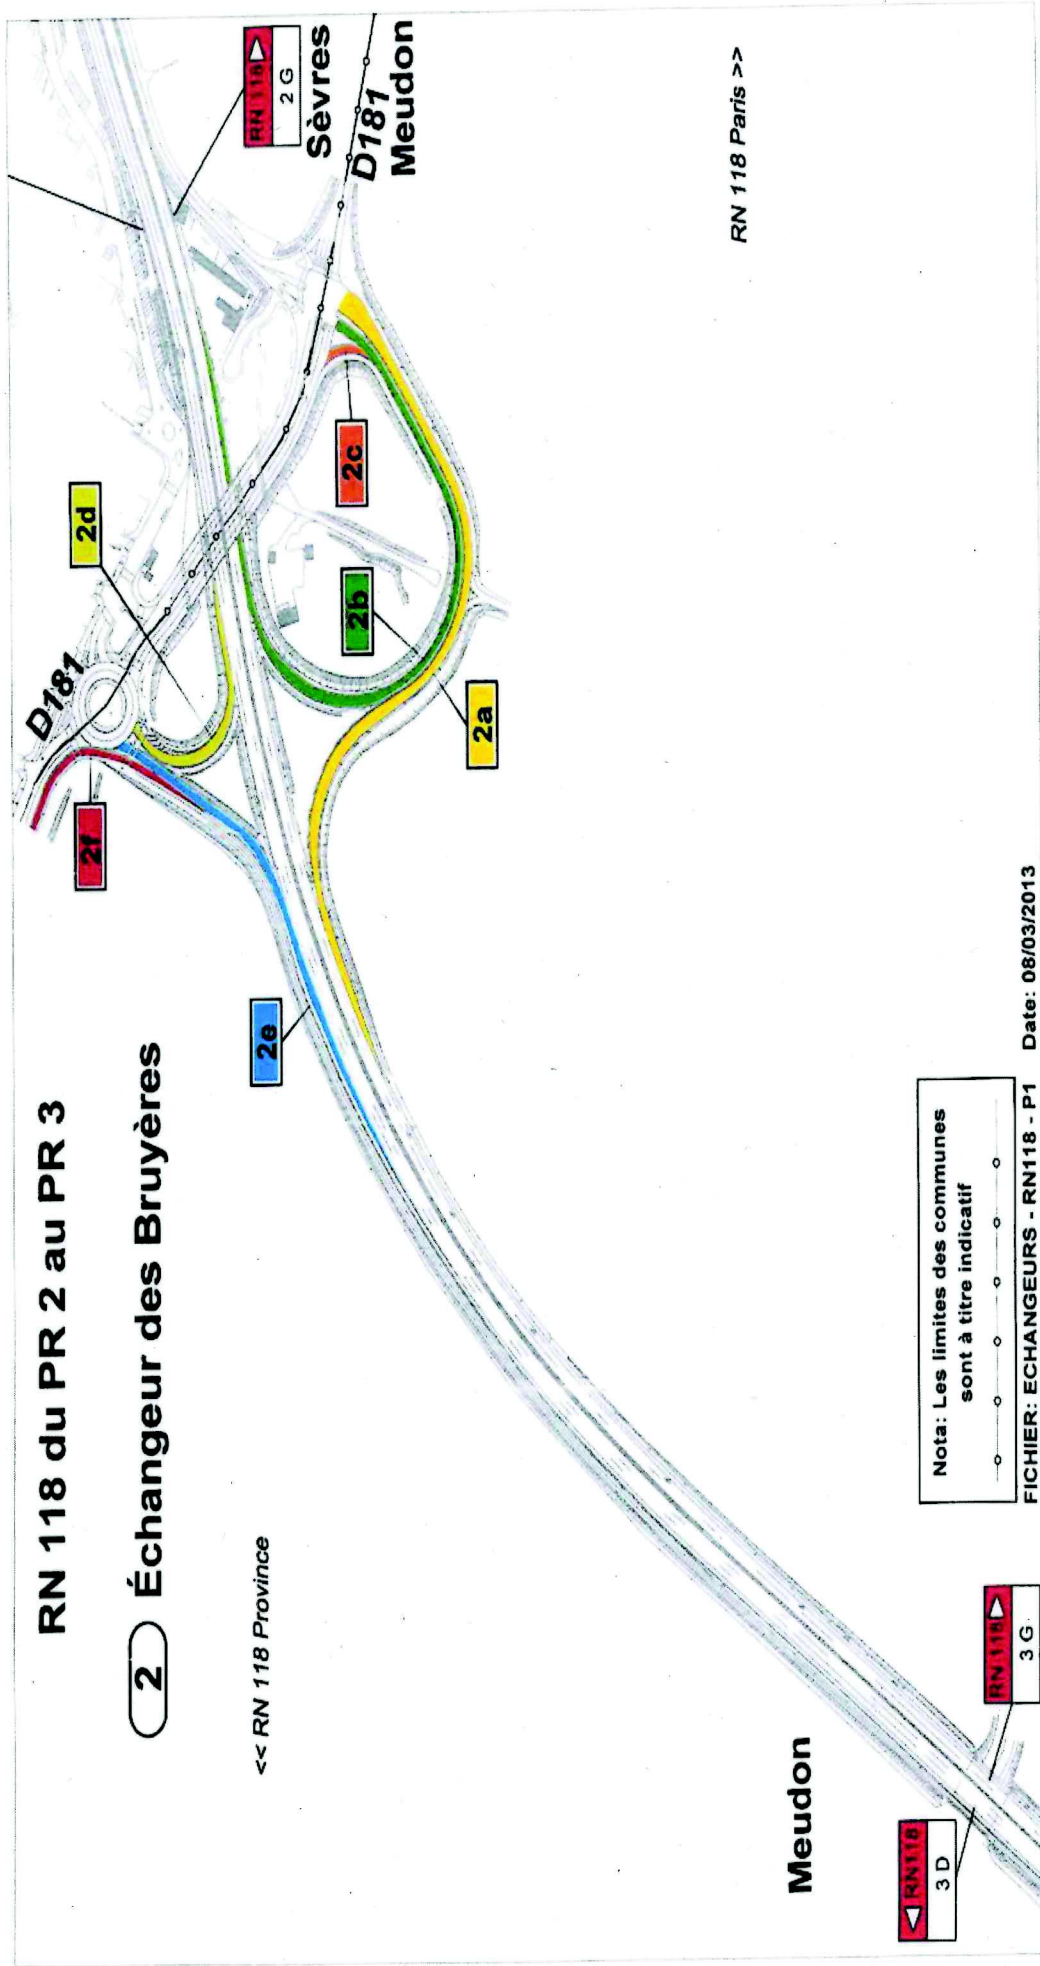 RN 118 du PR 2 au PR 3
2 Échangeur des Bruyères
<< RN 118 Province
RN 118 Paris >>
D181
2f
2d
2e
2a
2b
2c
RN 118
2 G
Sèvres
D181
Meudon
Meudon
RN118
3 D
RN 118
3 G
Nota: Les limites des communes
sont à titre indicatif
FICHIER: ECHANGEURS - RN118 - P1 Date: 08/03/2013